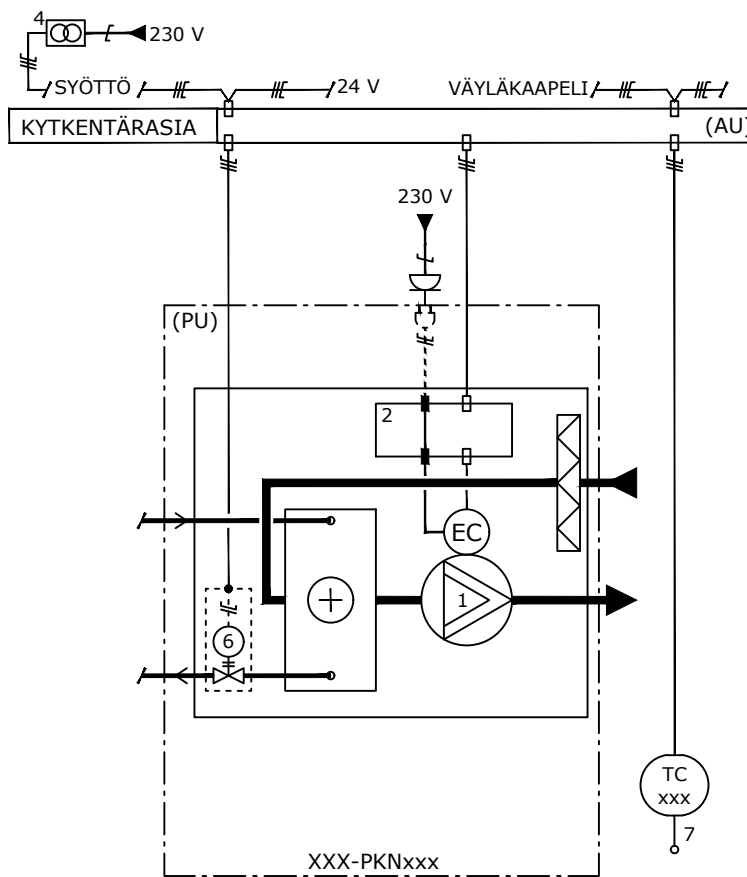 4
230 V
SYÖTTÖ
24 V
VÄYLÄKAAPELI
KYTKENTÄRASIA
(AU)
230 V
(PU)
2
EC
1
6
TC
xxx
7
XXX-PKNxxx